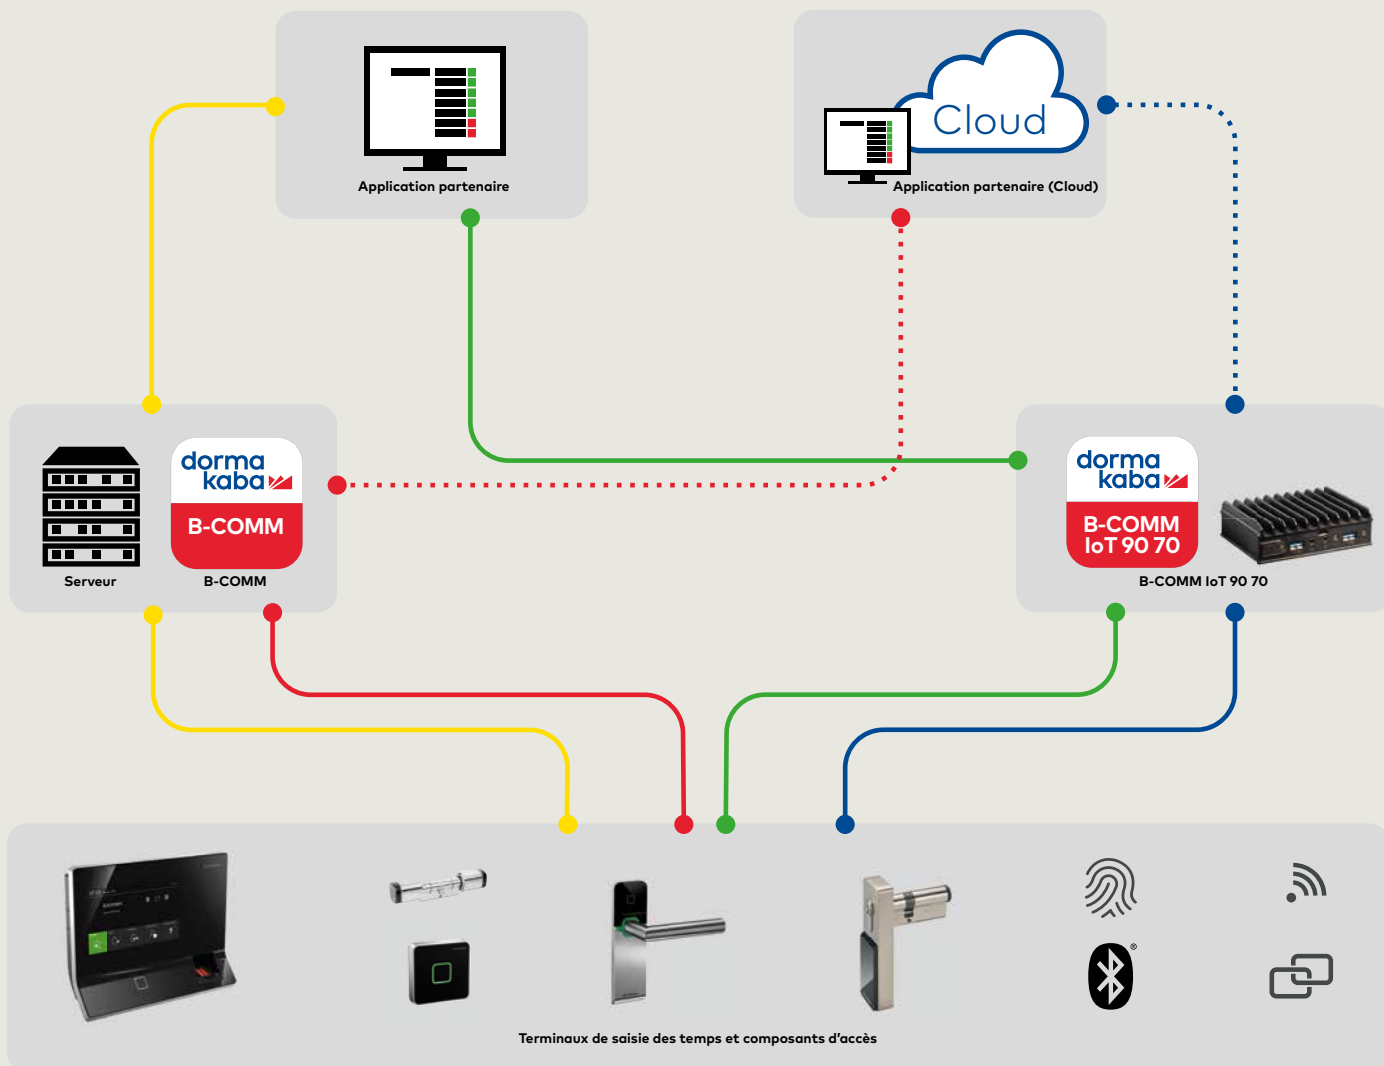 Cloud
Application partenaire
Application partenaire (Cloud)
dorma
kaba
B-COMM
Serveur
B-COMM
dorma
kaba
B-COMM
IoT 90 70
B-COMM IoT 90 70
®
Terminaux de saisie des temps et composants d'accès